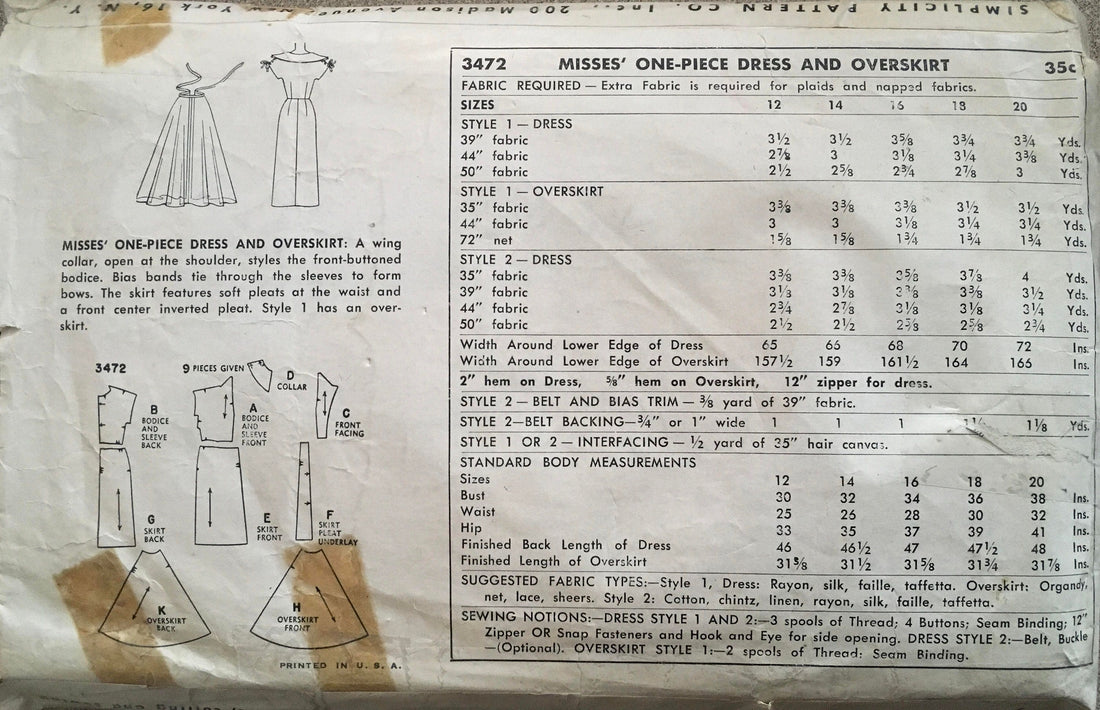 SIMPLICITY PATTERN CO. Inc., 200 Madison Avenue, New York 16, N. Y.
3472 MISSES' ONE-PIECE DRESS AND OVERSKIRT 35c
FABRIC REQUIRED — Extra Fabric is required for plaids and napped fabrics.
SIZES 12 14 16 18 20
STYLE 1 — DRESS
39" fabric 3½ 3½ 3⅝ 3¾ 3¾ Yds.
44" fabric 2⅞ 3 3⅛ 3¼ 3⅜ Yds.
50" fabric 2½ 2⅝ 2¾ 2⅞ 3 Yds.
STYLE 1 — OVERSKIRT
35" fabric 3⅜ 3⅜ 3⅜ 3½ 3½ Yds.
44" fabric 3 3 3⅛ 3¼ 3¼ Yds.
72" net 1⅝ 1⅝ 1¾ 1¾ 1¾ Yds.
STYLE 2 — DRESS
35" fabric 3⅜ 3⅜ 3⅝ 3⅞ 4 Yds.
39" fabric 3⅛ 3⅛ 3⅜ 3½ Yds.
44" fabric 2¾ 2⅞ 3⅛ 3⅛ 3¼ Yds.
50" fabric 2½ 2½ 2⅝ 2⅝ 2¾ Yds.
Width Around Lower Edge of Dress 65 66 68 70 72 Ins.
Width Around Lower Edge of Overskirt 157½ 159 161½ 164 166 Ins.
2" hem on Dress, ⅝" hem on Overskirt, 12" zipper for dress.
STYLE 2 — BELT AND BIAS TRIM — ⅜ yard of 39" fabric.
STYLE 2—BELT BACKING—¾" or 1" wide 1 1 1 1⅛ Yds.
STYLE 1 OR 2 — INTERFACING — ½ yard of 25" hair canvas.
STANDARD BODY MEASUREMENTS
Sizes 12 14 16 18 20
Bust 30 32 34 36 38 Ins.
Waist 25 26 28 30 32 Ins.
Hip 33 35 37 39 41 Ins.
Finished Back Length of Dress 46 46½ 47 47½ 48 Ins.
Finished Length of Overskirt 31⅜ 31½ 31⅝ 31¾ 31⅞ Ins.
SUGGESTED FABRIC TYPES:—Style 1, Dress: Rayon, silk, faille, taffetta. Overskirt: Organdy,
net, lace, sheers. Style 2: Cotton, chintz, linen, rayon, silk, faille, taffetta.
SEWING NOTIONS:—DRESS STYLE 1 AND 2:—3 spools of Thread; 4 Buttons; Seam Binding; 12"
Zipper OR Snap Fasteners and Hook and Eye for side opening. DRESS STYLE 2:—Belt, Buckle
—(Optional). OVERSKIRT STYLE 1:—2 spools of Thread: Seam Binding.
MISSES' ONE-PIECE DRESS AND OVERSKIRT: A wing
collar, open at the shoulder, styles the front-buttoned
bodice. Bias bands tie through the sleeves to form
bows. The skirt features soft pleats at the waist and
a front center inverted pleat. Style 1 has an over-
skirt.
3472 9 PIECES GIVEN
D
COLLAR
B
BODICE
AND
SLEEVE
BACK
A
BODICE
AND
SLEEVE
FRONT
C
FRONT
FACING
G
SKIRT
BACK
E
SKIRT
FRONT
F
SKIRT
PLEAT
UNDERLAY
K
OVERSKIRT
BACK
H
OVERSKIRT
FRONT
PRINTED IN U. S. A.